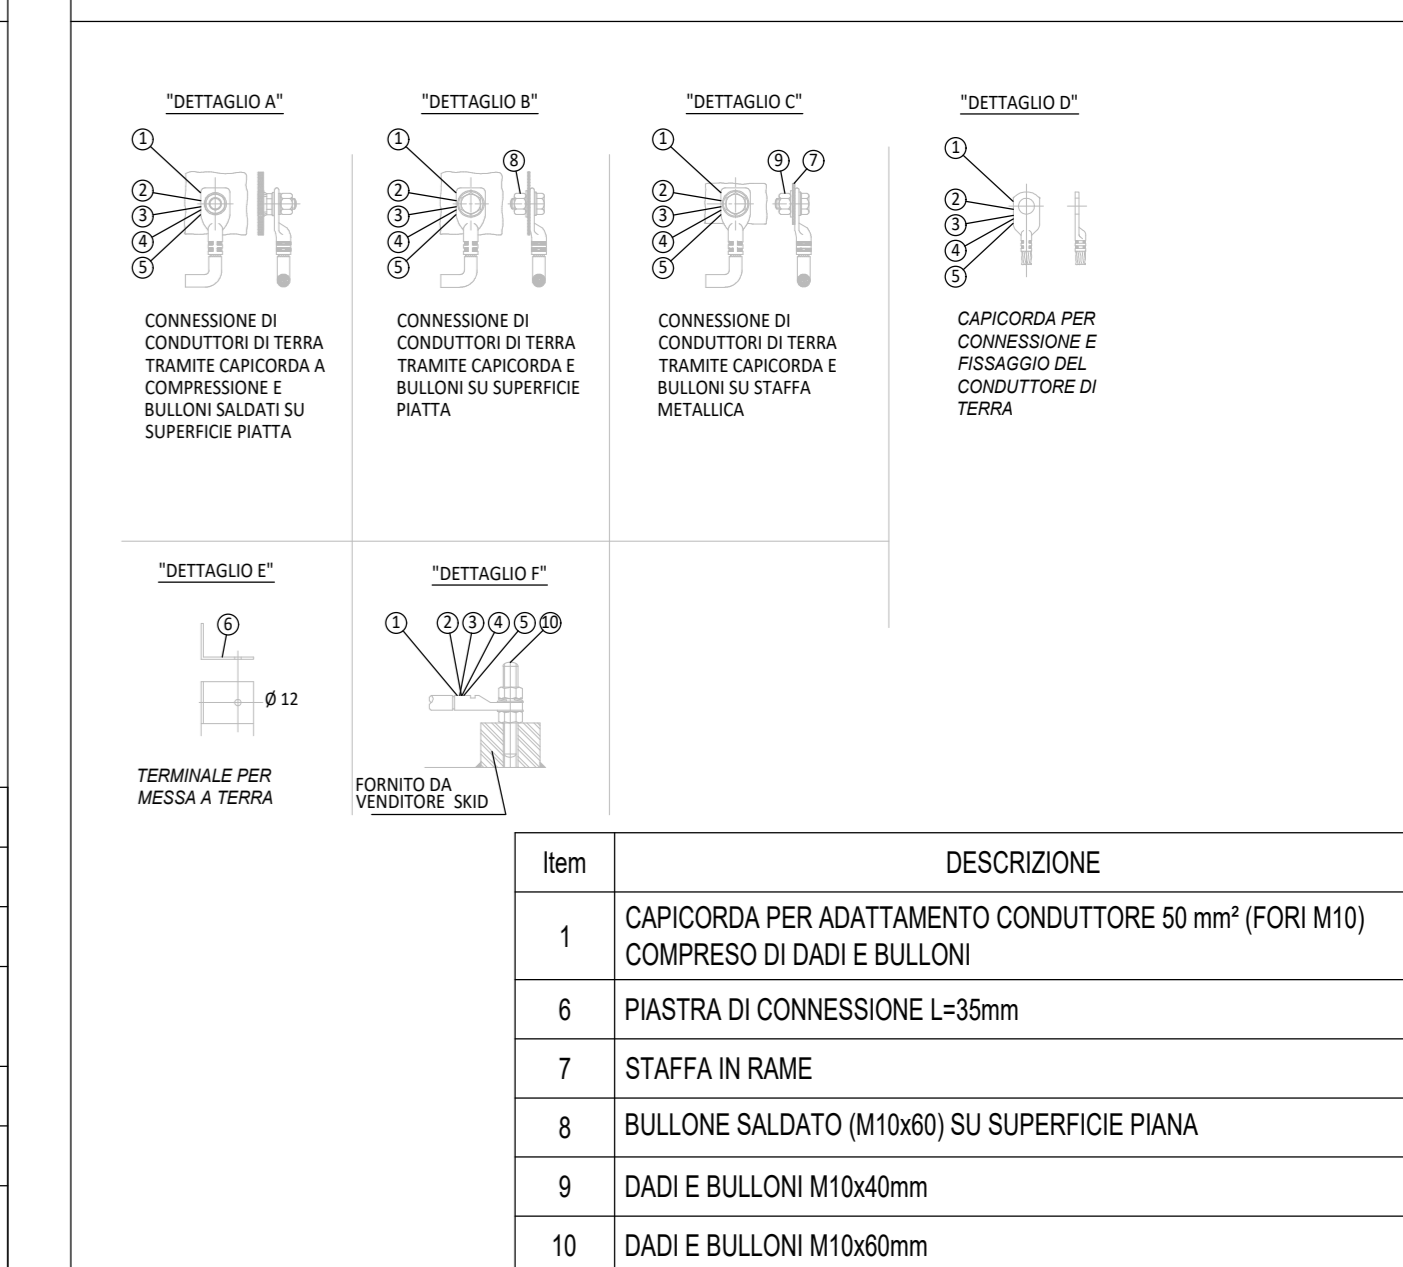 "DETTAGLIO A"
1
2
3
4
5
CONNESSIONE DI
CONDUTTORI DI TERRA
TRAMITE CAPICORDA A
COMPRESSIONE E
BULLONI SALDATI SU
SUPERFICIE PIATTA
"DETTAGLIO B"
1
8
2
3
4
5
CONNESSIONE DI
CONDUTTORI DI TERRA
TRAMITE CAPICORDA E
BULLONI SU SUPERFICIE
PIATTA
"DETTAGLIO C"
1
9 7
2
3
4
5
CONNESSIONE DI
CONDUTTORI DI TERRA
TRAMITE CAPICORDA E
BULLONI SU STAFFA
METALLICA
"DETTAGLIO D"
1
2
3
4
5
CAPICORDA PER
CONNESSIONE E
FISSAGGIO DEL
CONDUTTORE DI
TERRA
"DETTAGLIO E"
6
Ø 12
TERMINALE PER
MESSA A TERRA
"DETTAGLIO F"
1 2 3 4 5 10
FORNITO DA
VENDITORE SKID
Item DESCRIZIONE
1 CAPICORDA PER ADATTAMENTO CONDUTTORE 50 mm² (FORI M10)
COMPRESO DI DADI E BULLONI
6 PIASTRA DI CONNESSIONE L=35mm
7 STAFFA IN RAME
8 BULLONE SALDATO (M10x60) SU SUPERFICIE PIANA
9 DADI E BULLONI M10x40mm
10 DADI E BULLONI M10x60mm